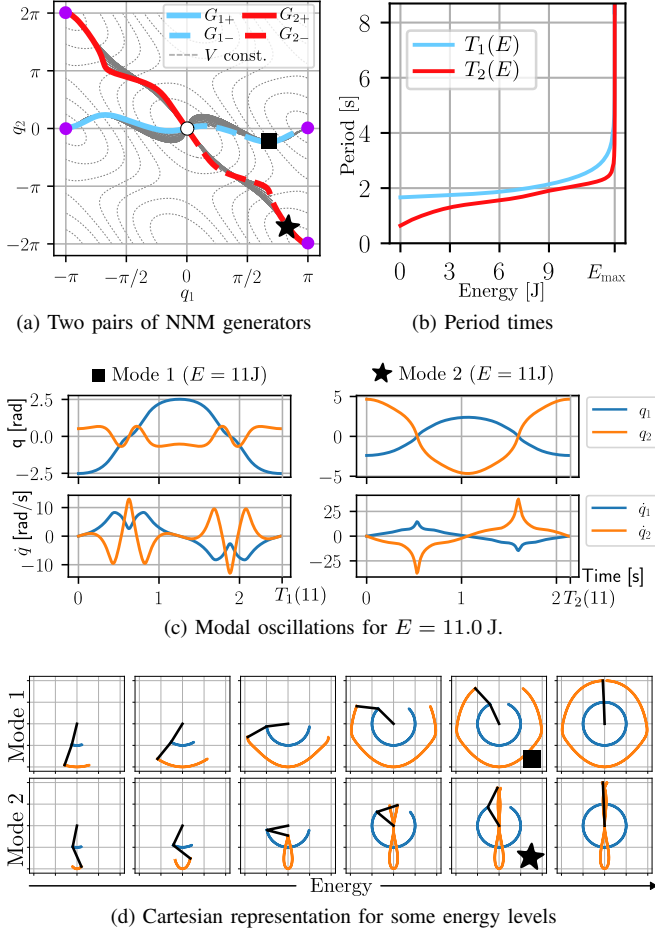 2π
π
0
−π
−2π
q₂
G₁₊ G₂₊
G₁₋ G₂₋
V const.
−π −π/2 0 π/2 π
q₁
(a) Two pairs of NNM generators
8
6
4
2
0
Period [s]
T₁(E)
T₂(E)
0 3 6 9 E_max
Energy [J]
(b) Period times
Mode 1 (E = 11J)
Mode 2 (E = 11J)
q [rad]
2.5
0.0
−2.5
5
0
−5
q₁
q₂
q̇ [rad/s]
10
0
−10
25
0
−25
q̇₁
q̇₂
Time [s]
0 1 2 T₁(11)
0 1 2 T₂(11)
(c) Modal oscillations for E = 11.0 J.
Mode 1
Mode 2
Energy
(d) Cartesian representation for some energy levels